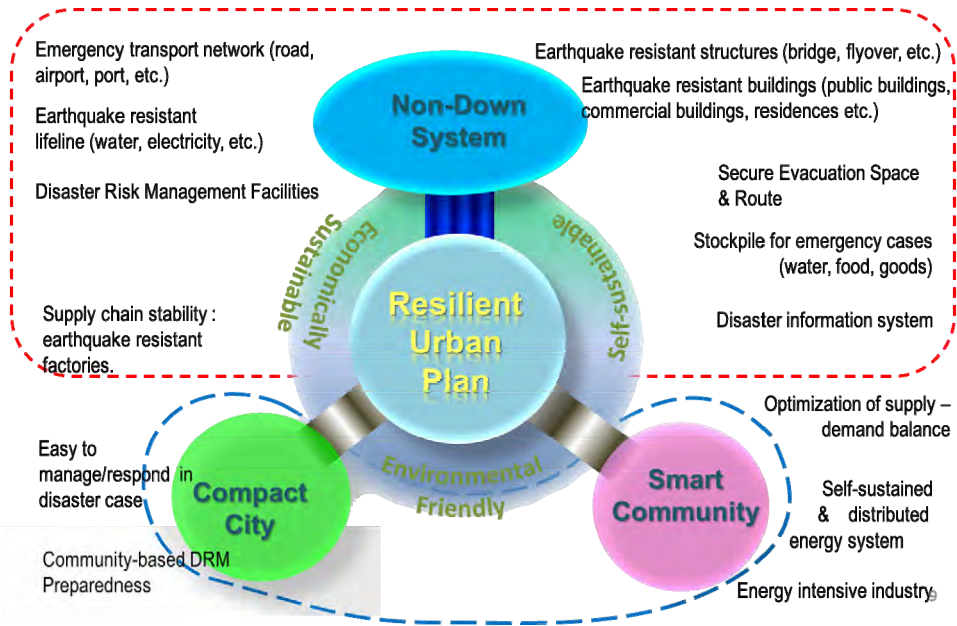 Emergency transport network (road,
airport, port, etc.)
Earthquake resistant
lifeline (water, electricity, etc.)
Disaster Risk Management Facilities
Supply chain stability :
earthquake resistant
factories.
Non-Down
System
Earthquake resistant structures (bridge, flyover, etc.)
Earthquake resistant buildings (public buildings,
commercial buildings, residences etc.)
Secure Evacuation Space
& Route
Stockpile for emergency cases
(water, food, goods)
Disaster information system
Economically
Sustainable
Self-sustainable
Resilient
Urban
Plan
Environmental
Friendly
Easy to
manage/respond in
disaster case
Compact
City
Community-based DRM
Preparedness
Smart
Community
Optimization of supply –
demand balance
Self-sustained
& distributed
energy system
Energy intensive industry
9